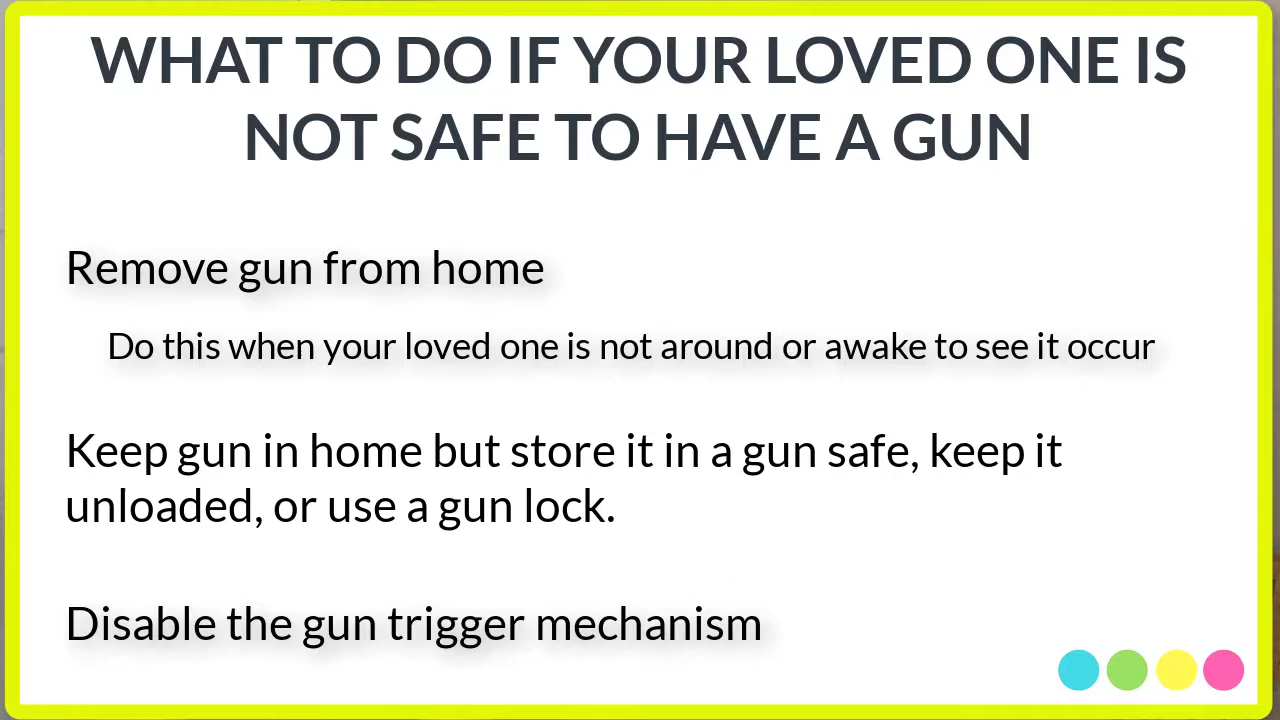 WHAT TO DO IF YOUR LOVED ONE IS
NOT SAFE TO HAVE A GUN
Remove gun from home
Do this when your loved one is not around or awake to see it occur
Keep gun in home but store it in a gun safe, keep it
unloaded, or use a gun lock.
Disable the gun trigger mechanism